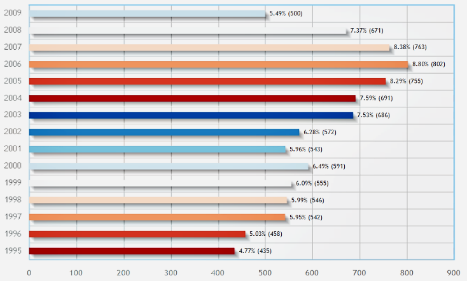 2009 5.49% (500)
2008 7.37% (671)
2007 8.38% (763)
2006 8.80% (802)
2005 8.29% (755)
2004 7.59% (691)
2003 7.53% (686)
2002 6.28% (572)
2001 5.96% (543)
2000 6.49% (591)
1999 6.09% (555)
1998 5.99% (546)
1997 5.95% (542)
1996 5.03% (458)
1995 4.77% (435)
0 100 200 300 400 500 600 700 800 900